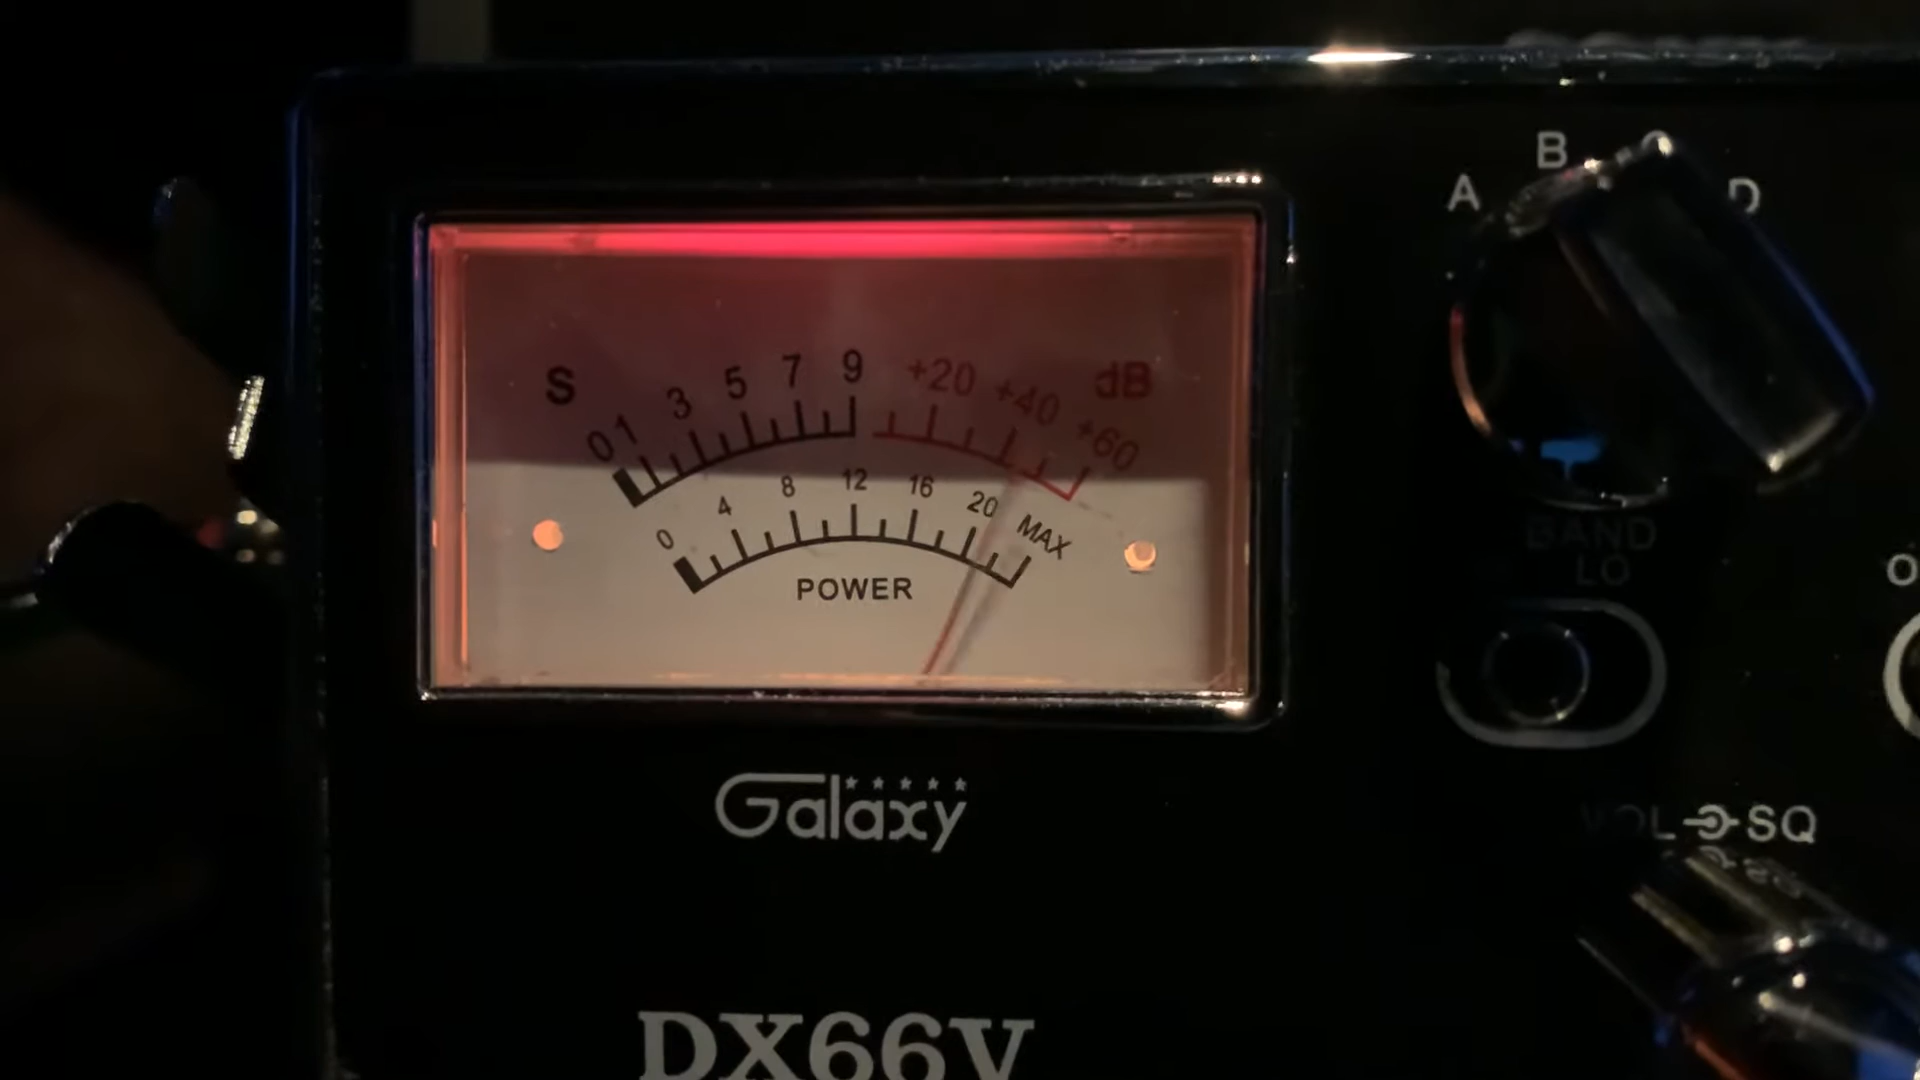 A B C D
S 0 1 3 5 7 9 +20 +40 +60 dB
0 4 8 12 16 20 MAX
POWER
BAND
LO
Galaxy
VOL SQ
DX66V